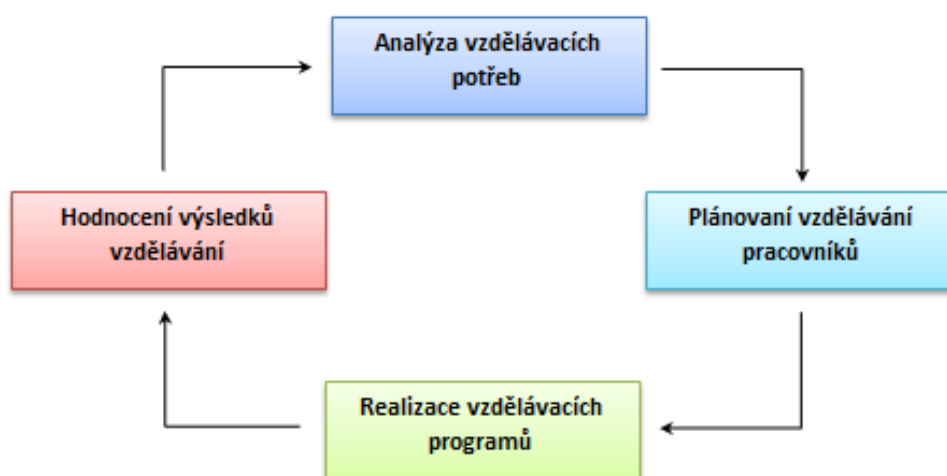 Analýza vzdělávacích
potřeb
Hodnocení výsledků
vzdělávání
Plánovaní vzdělávání
pracovníků
Realizace vzdělávacích
programů